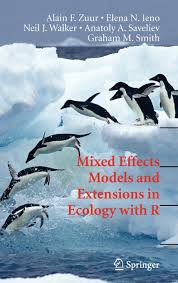 Alain F. Zuur · Elena N. Ieno
Neil J. Walker · Anatoly A. Saveliev
Graham M. Smith
Mixed Effects
Models and
Extensions in
Ecology with R
Springer